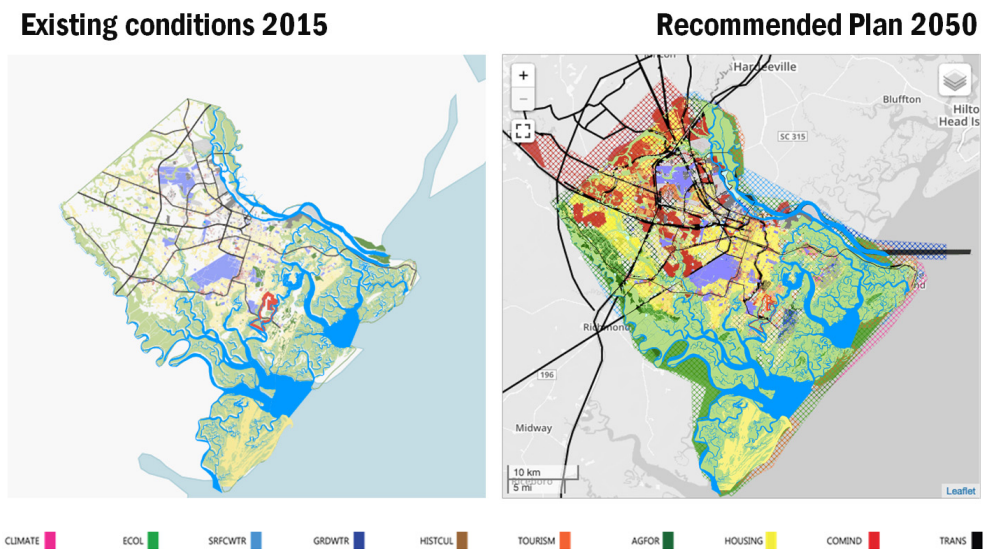 Existing conditions 2015
Recommended Plan 2050
Hardeeville
+
−
Bluffton
Hilto
Head Is
SC 315
Richmond
196
Midway
10 km
5 mi
Leaflet
CLIMATE ECOL SRFCWTR GRDWTR HISTCUL TOURISM AGFOR HOUSING COMIND TRANS